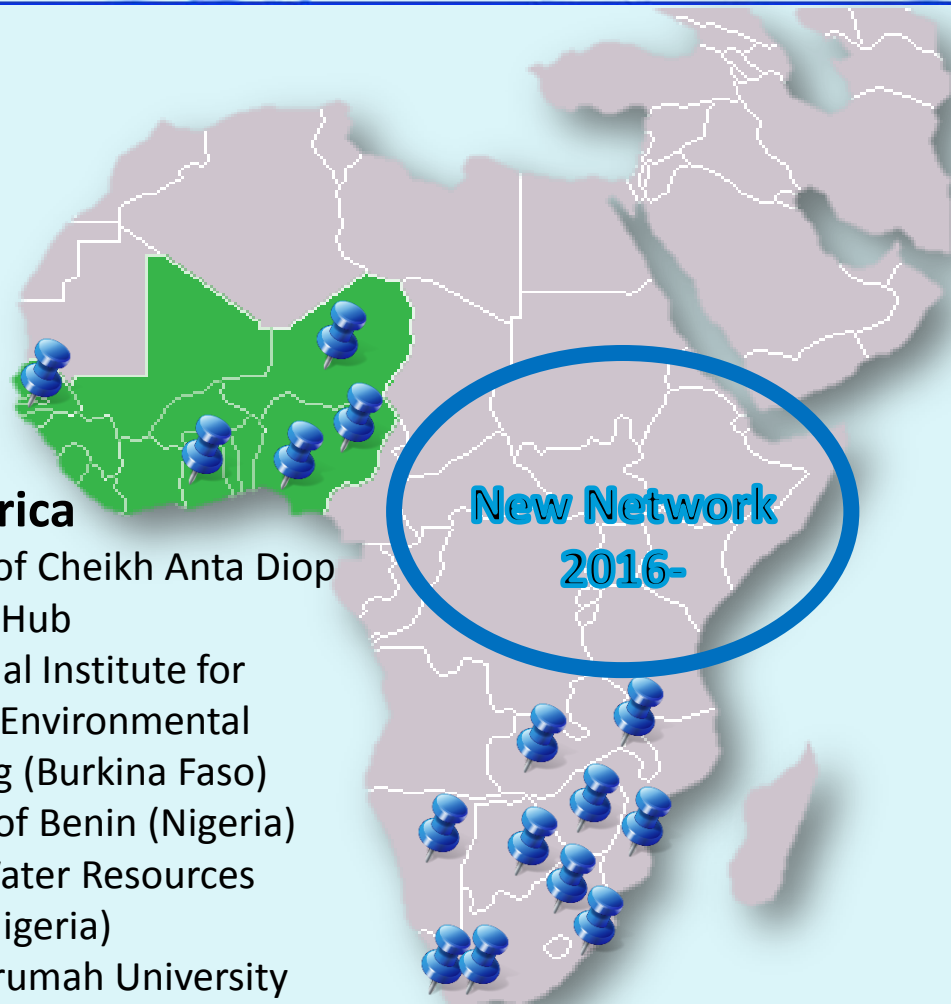 rica
of Cheikh Anta Diop
Hub
al Institute for
Environmental
g (Burkina Faso)
of Benin (Nigeria)
ater Resources
igeria)
rumah University
New Network
2016-